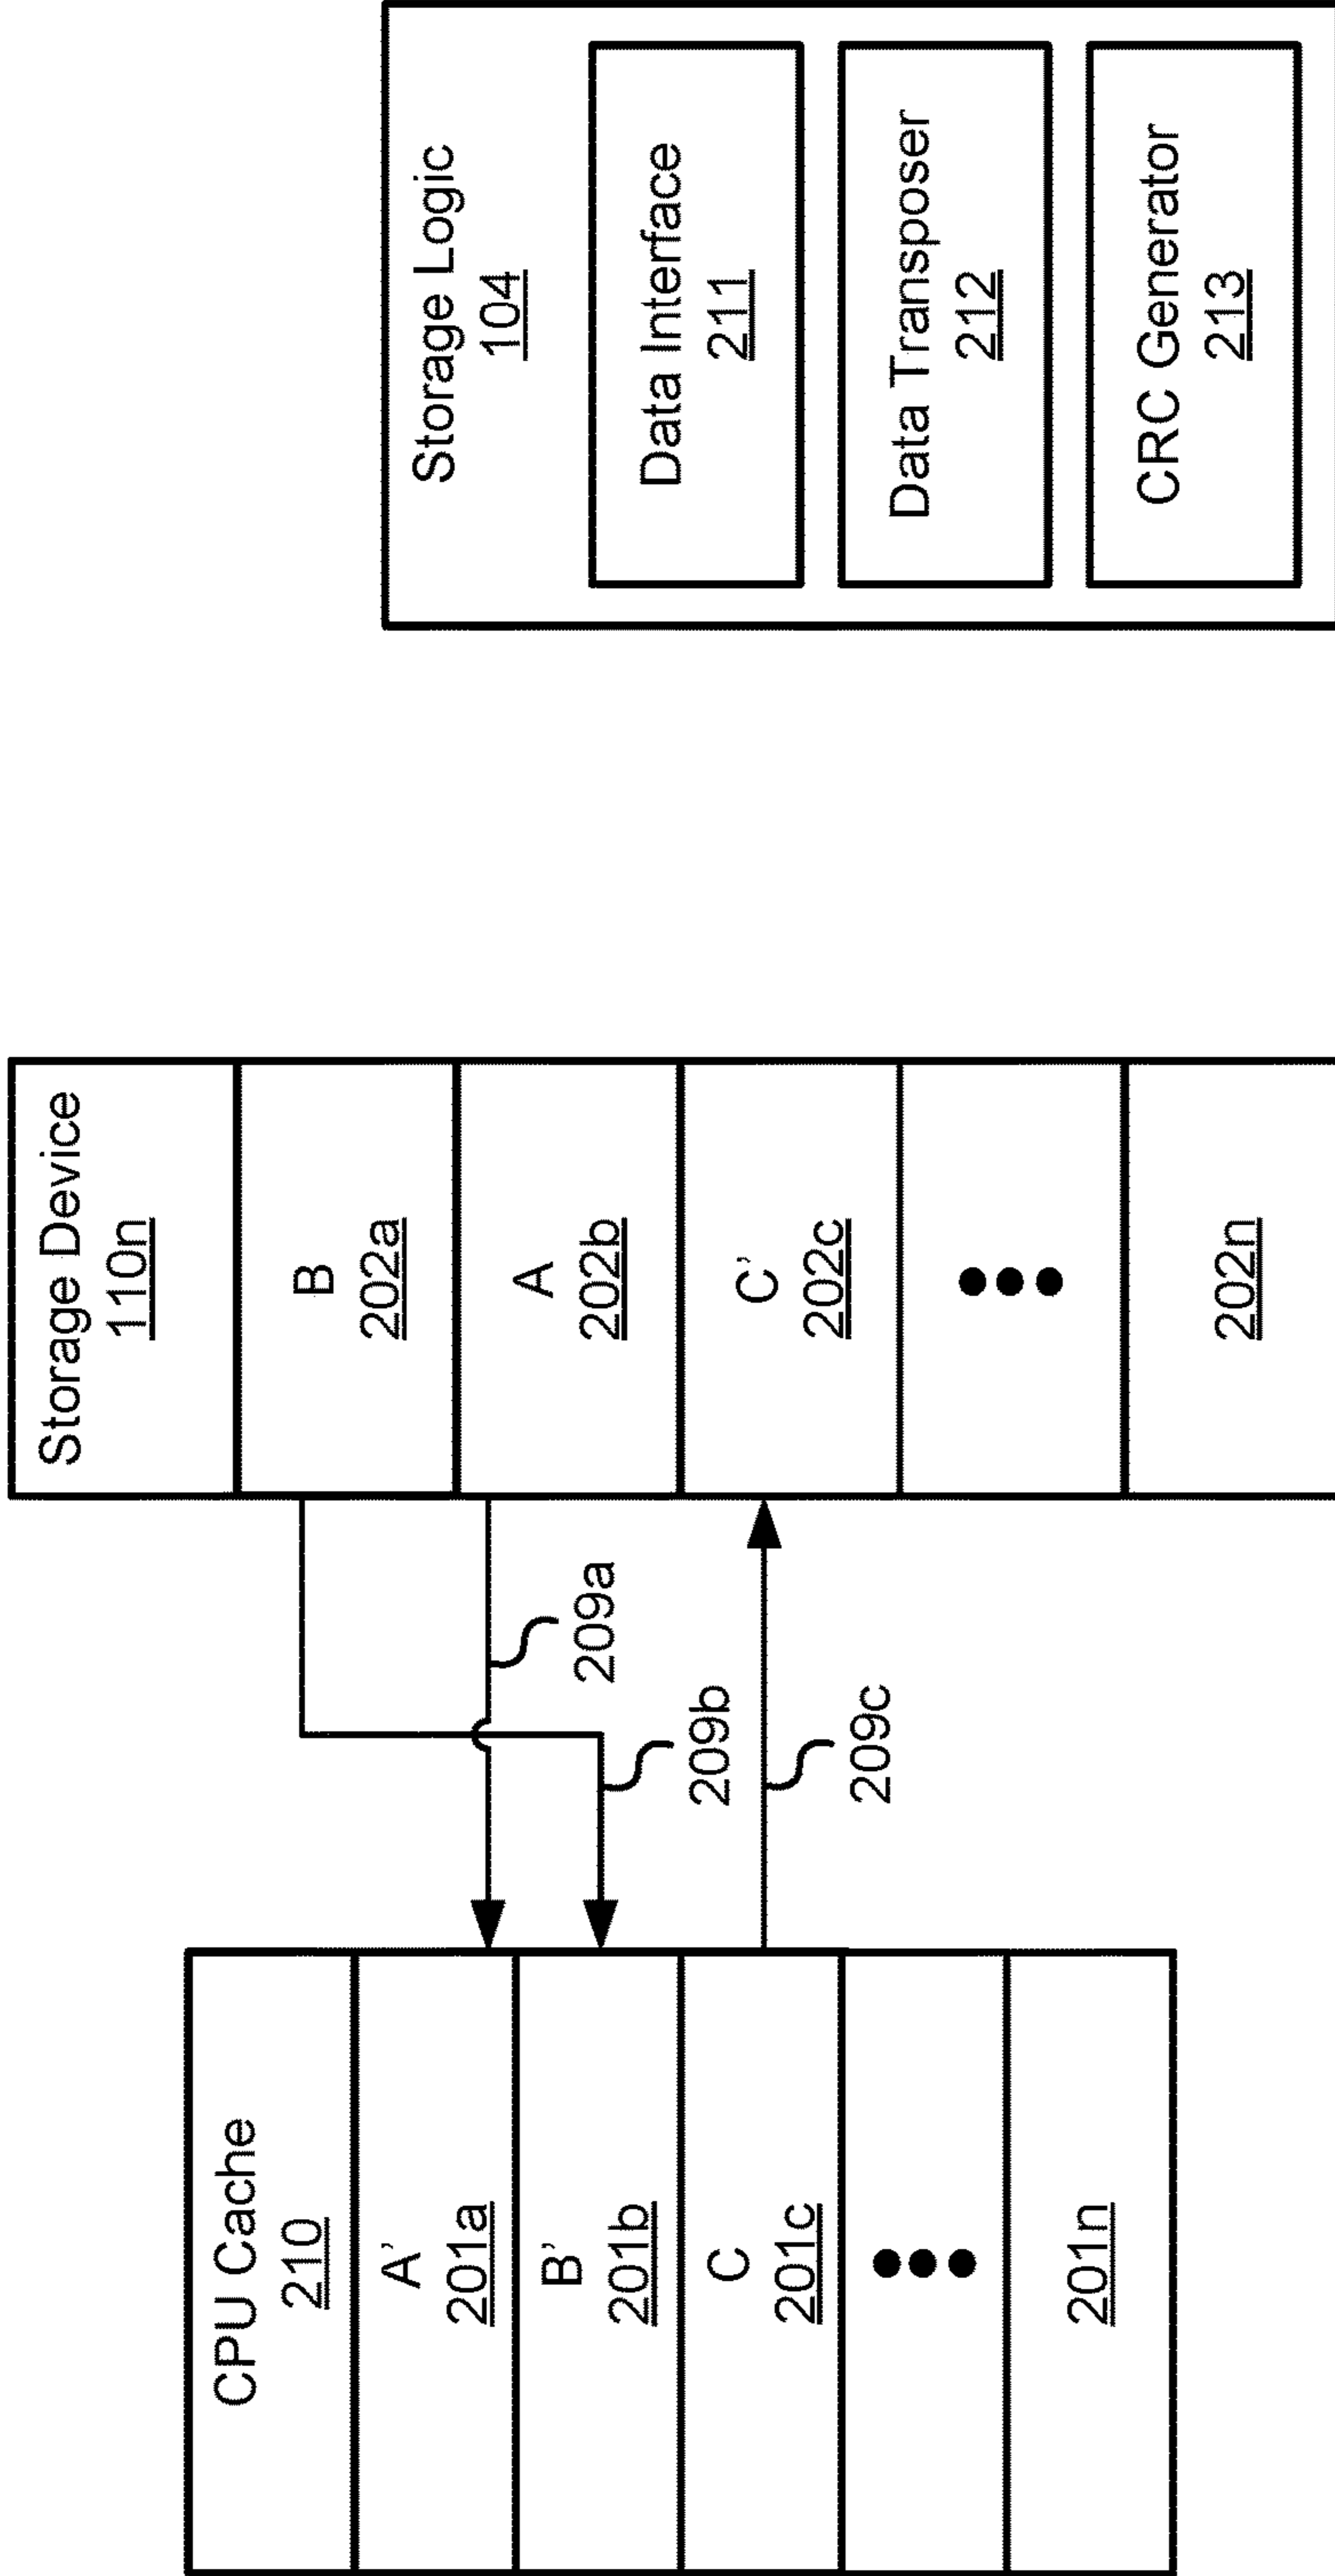 CPU Cache
210
A'
201a
B'
201b
C
201c
201n
209a
209b
209c
Storage Device
110n
B
202a
A
202b
C'
202c
202n
Storage Logic
104
Data Interface
211
Data Transposer
212
CRC Generator
213